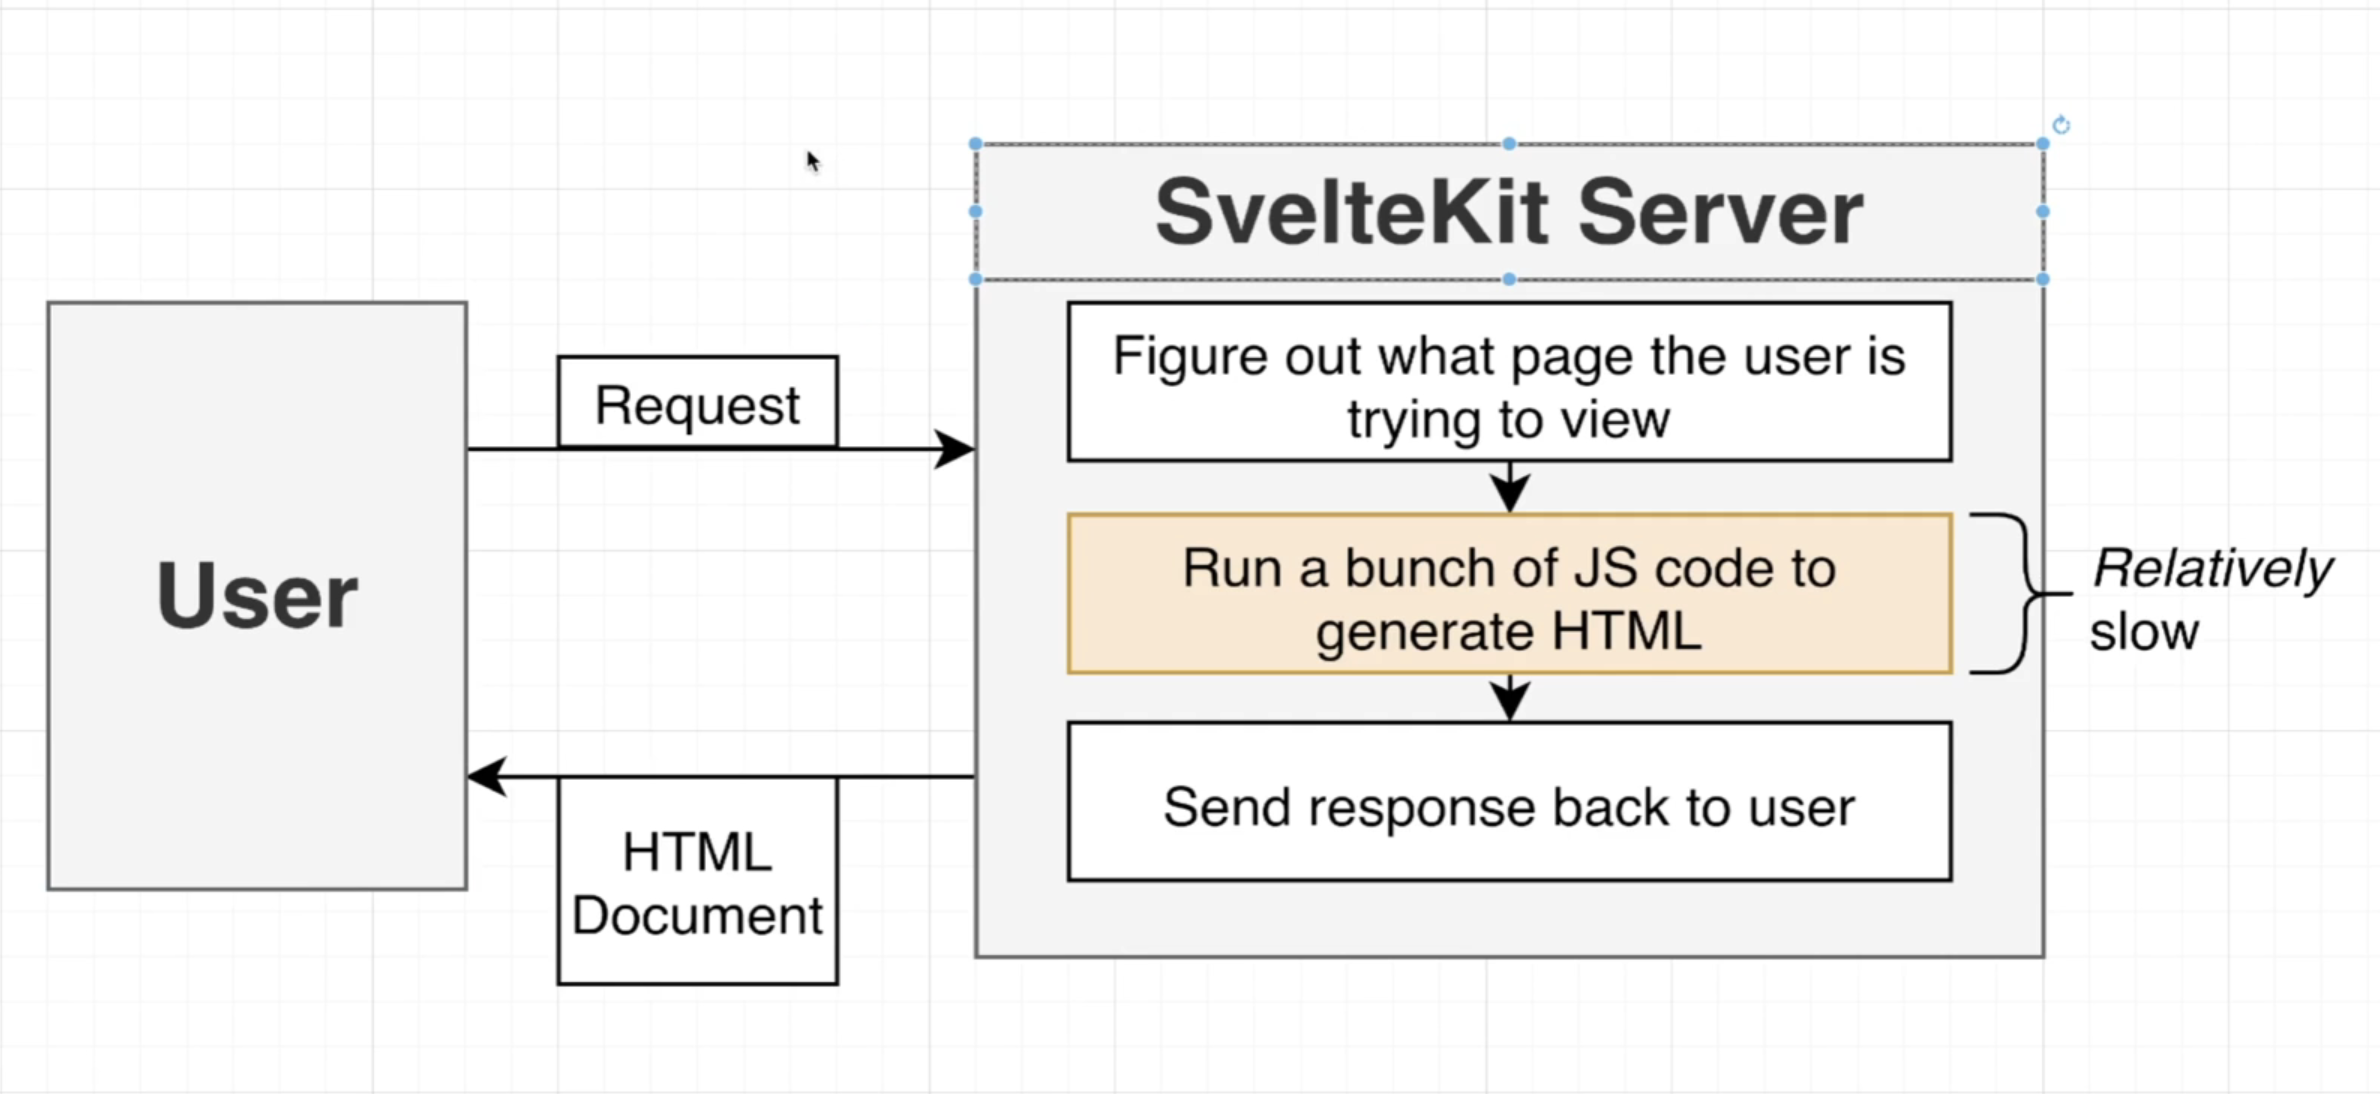 SvelteKit Server
User
Request
HTML
Document
Figure out what page the user is
trying to view
Run a bunch of JS code to
generate HTML
Relatively
slow
Send response back to user